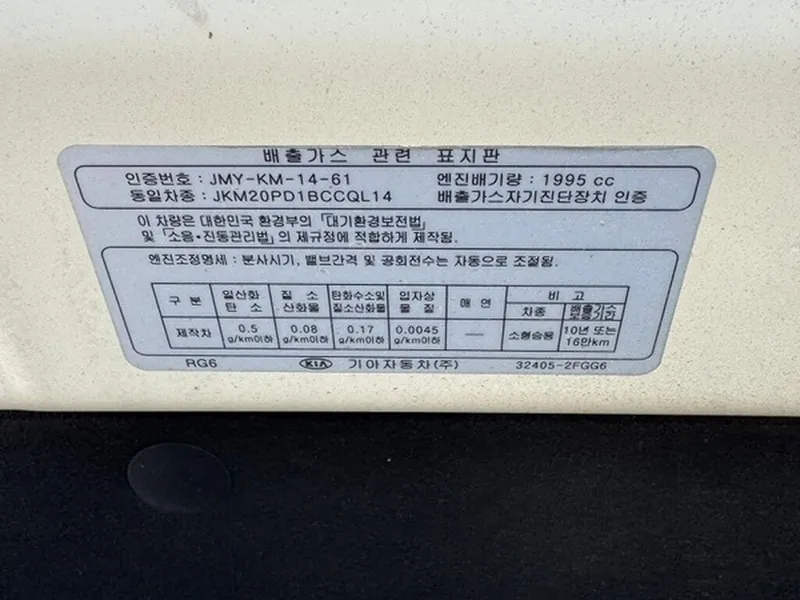 배출가스 관련 표지판
인증번호 : JMY-KM-14-61 엔진배기량 : 1995 cc
동일차종 : JKM20PD1BCCQL14 배출가스자기진단장치 인증
이 차량은 대한민국 환경부의 「대기환경보전법」
및 「소음·진동관리법」의 제규정에 적합하게 제작됨.
엔진조정명세 : 분사시기, 밸브간격 및 공회전수는 자동으로 조절됨.
구 분 일산화탄소 질소산화물 탄화수소및질소산화물 입자상물질 매 연 비 고
차종 배출가스보증기간
제작차 0.5 g/km이하 0.08 g/km이하 0.17 g/km이하 0.0045 g/km이하 — 소형승용 10년 또는 16만km
RG6 KIA 기아자동차(주) 32405-2FGG6